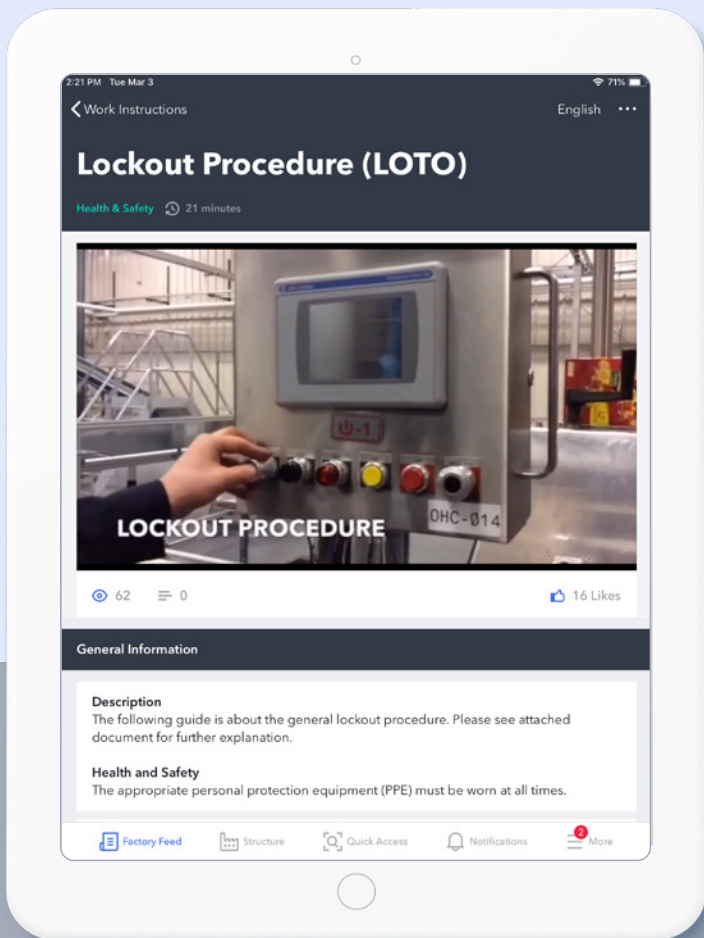 2:21 PM Tue Mar 3
71%
Work Instructions
English
Lockout Procedure (LOTO)
Health & Safety 21 minutes
-1
LOCKOUT PROCEDURE
OHC-014
62 0 16 Likes
General Information
Description
The following guide is about the general lockout procedure. Please see attached
document for further explanation.
Health and Safety
The appropriate personal protection equipment (PPE) must be worn at all times.
Factory Feed Structure Quick Access Notifications 2 More